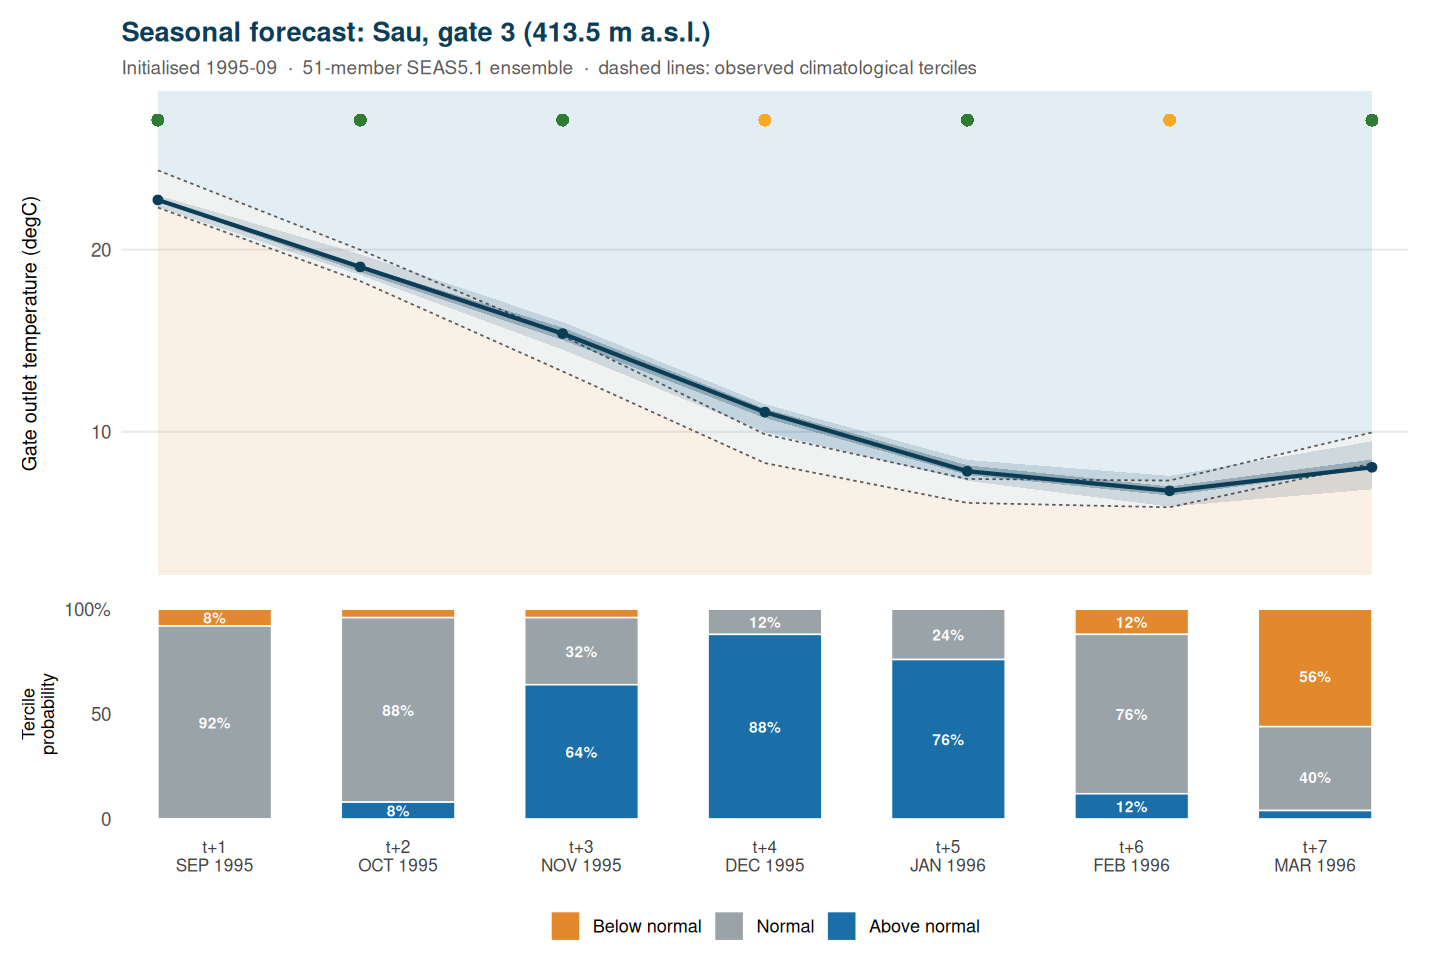 Seasonal forecast: Sau, gate 3 (413.5 m a.s.l.)
Initialised 1995-09 · 51-member SEAS5.1 ensemble · dashed lines: observed climatological terciles
Gate outlet temperature (degC)
20
10
Tercile
probability
100%
50
0
8%
92%
88%
8%
32%
64%
12%
88%
24%
76%
12%
76%
12%
56%
40%
t+1
SEP 1995
t+2
OCT 1995
t+3
NOV 1995
t+4
DEC 1995
t+5
JAN 1996
t+6
FEB 1996
t+7
MAR 1996
Below normal
Normal
Above normal